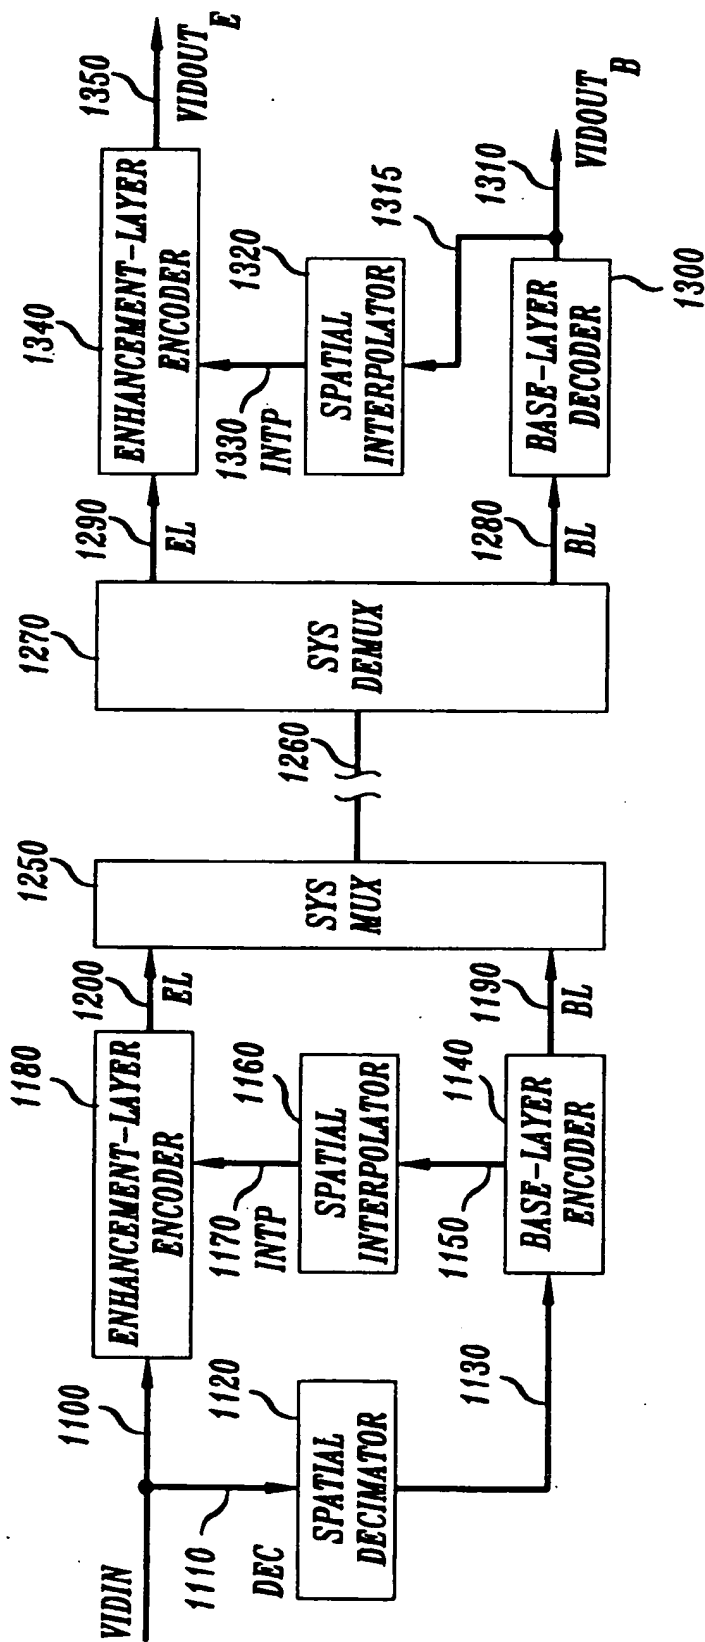 VIDIN
1100
1110
DEC
1120
SPATIAL
DECIMATOR
1130
1180
ENHANCEMENT-LAYER
ENCODER
1170
INTP
1160
SPATIAL
INTERPOLATOR
1150
1140
BASE-LAYER
ENCODER
1200
EL
1190
BL
1250
SYS
MUX
1260
1270
SYS
DEMUX
1290
EL
1280
BL
1340
ENHANCEMENT-LAYER
ENCODER
1330
INTP
1320
SPATIAL
INTERPOLATOR
1315
BASE-LAYER
DECODER
1300
1350
VIDOUT E
1310
VIDOUT B